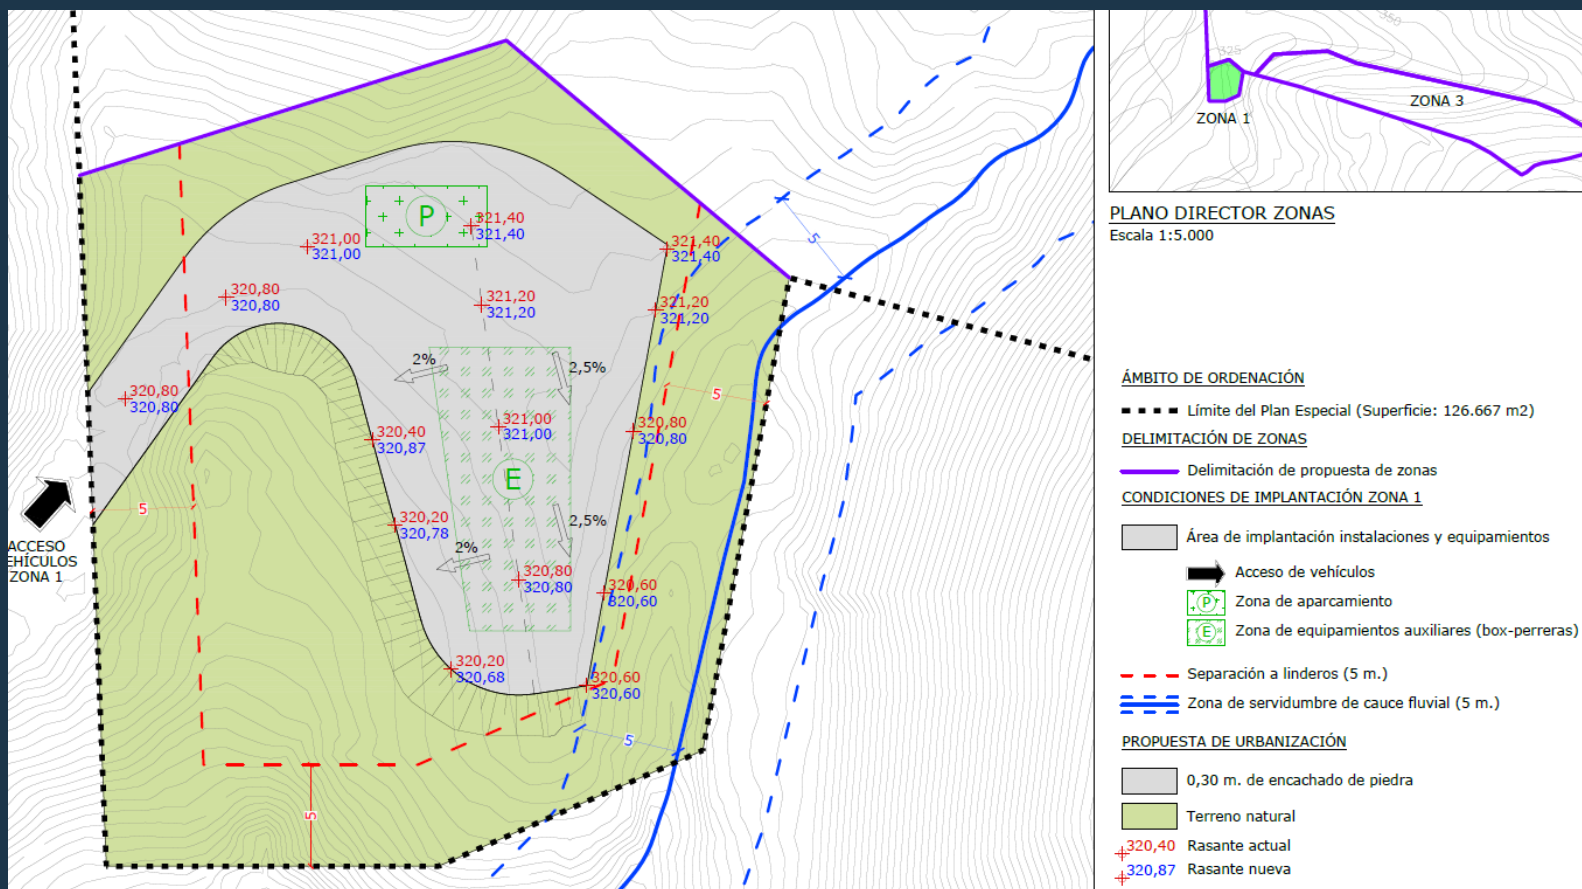 P
321,40
321,40
321,00
321,00
321,40
321,40
320,80
320,80
321,20
321,20
321,20
321,20
2%
2,5%
320,80
320,80
321,00
321,00
320,80
320,80
320,40
320,87
5
E
5
320,20
320,78
2,5%
2%
320,80
320,80
320,60
320,60
320,20
320,68
320,60
320,60
5
5
5
ACCESO
EHÍCULOS
ZONA 1
350
325
ZONA 3
ZONA 1
PLANO DIRECTOR ZONAS
Escala 1:5.000
ÁMBITO DE ORDENACIÓN
Límite del Plan Especial (Superficie: 126.667 m2)
DELIMITACIÓN DE ZONAS
Delimitación de propuesta de zonas
CONDICIONES DE IMPLANTACIÓN ZONA 1
Área de implantación instalaciones y equipamientos
Acceso de vehículos
P Zona de aparcamiento
E Zona de equipamientos auxiliares (box-perreras)
Separación a linderos (5 m.)
Zona de servidumbre de cauce fluvial (5 m.)
PROPUESTA DE URBANIZACIÓN
0,30 m. de encachado de piedra
Terreno natural
320,40 Rasante actual
320,87 Rasante nueva